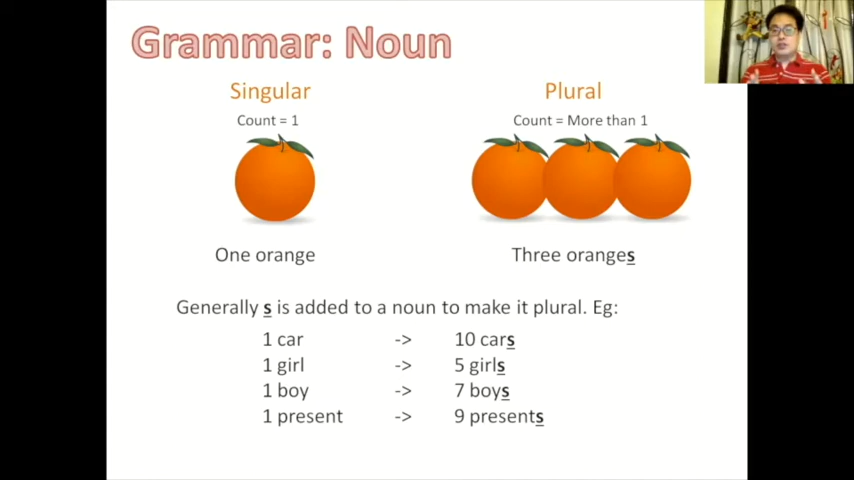 Grammar: Noun
Singular
Count = 1
One orange
Plural
Count = More than 1
Three oranges
Generally s is added to a noun to make it plural. Eg:
1 car -> 10 cars
1 girl -> 5 girls
1 boy -> 7 boys
1 present -> 9 presents